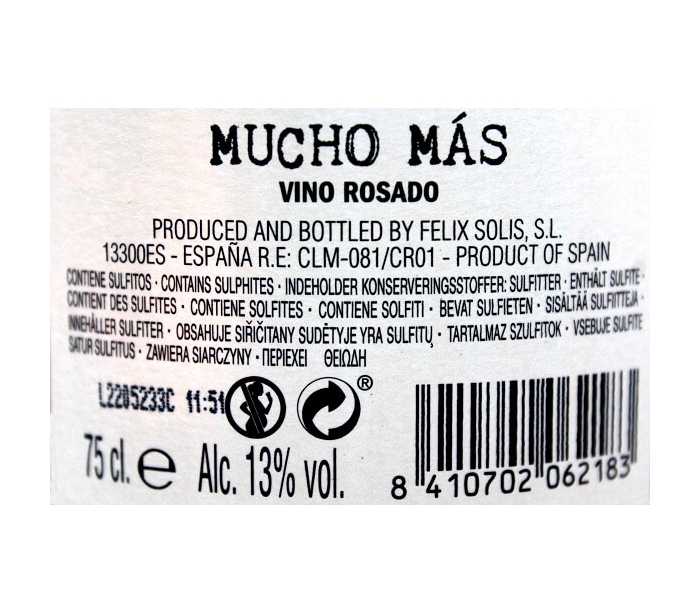 MUCHO MÁS
VINO ROSADO
PRODUCED AND BOTTLED BY FELIX SOLIS, S.L.
13300ES - ESPAÑA R.E: CLM-081/CR01 - PRODUCT OF SPAIN
CONTIENE SULFITOS · CONTAINS SULPHITES · INDEHOLDER KONSERVERINGSSTOFFER: SULFITTER · ENTHÄLT SULFITE ·
CONTIENT DES SULFITES · CONTIENE SOLFITES · CONTIENE SOLFITI · BEVAT SULFIETEN · SISÄLTÄÄ SULFIITTEJA ·
INNEHÅLLER SULFITER · OBSAHUJE SIŘIČITANY SUDĖTYJE YRA SULFITŲ · TARTALMAZ SZULFITOK · VSEBUJE SULFITE
SATUR SULFITUS · ZAWIERA SIARCZYNY · ΠΕΡΙΕΧΕΙ ΘΕΙΩΔΗ
L2205233C 11:51
®
75 cl. e Alc. 13% vol.
8 410702 062183